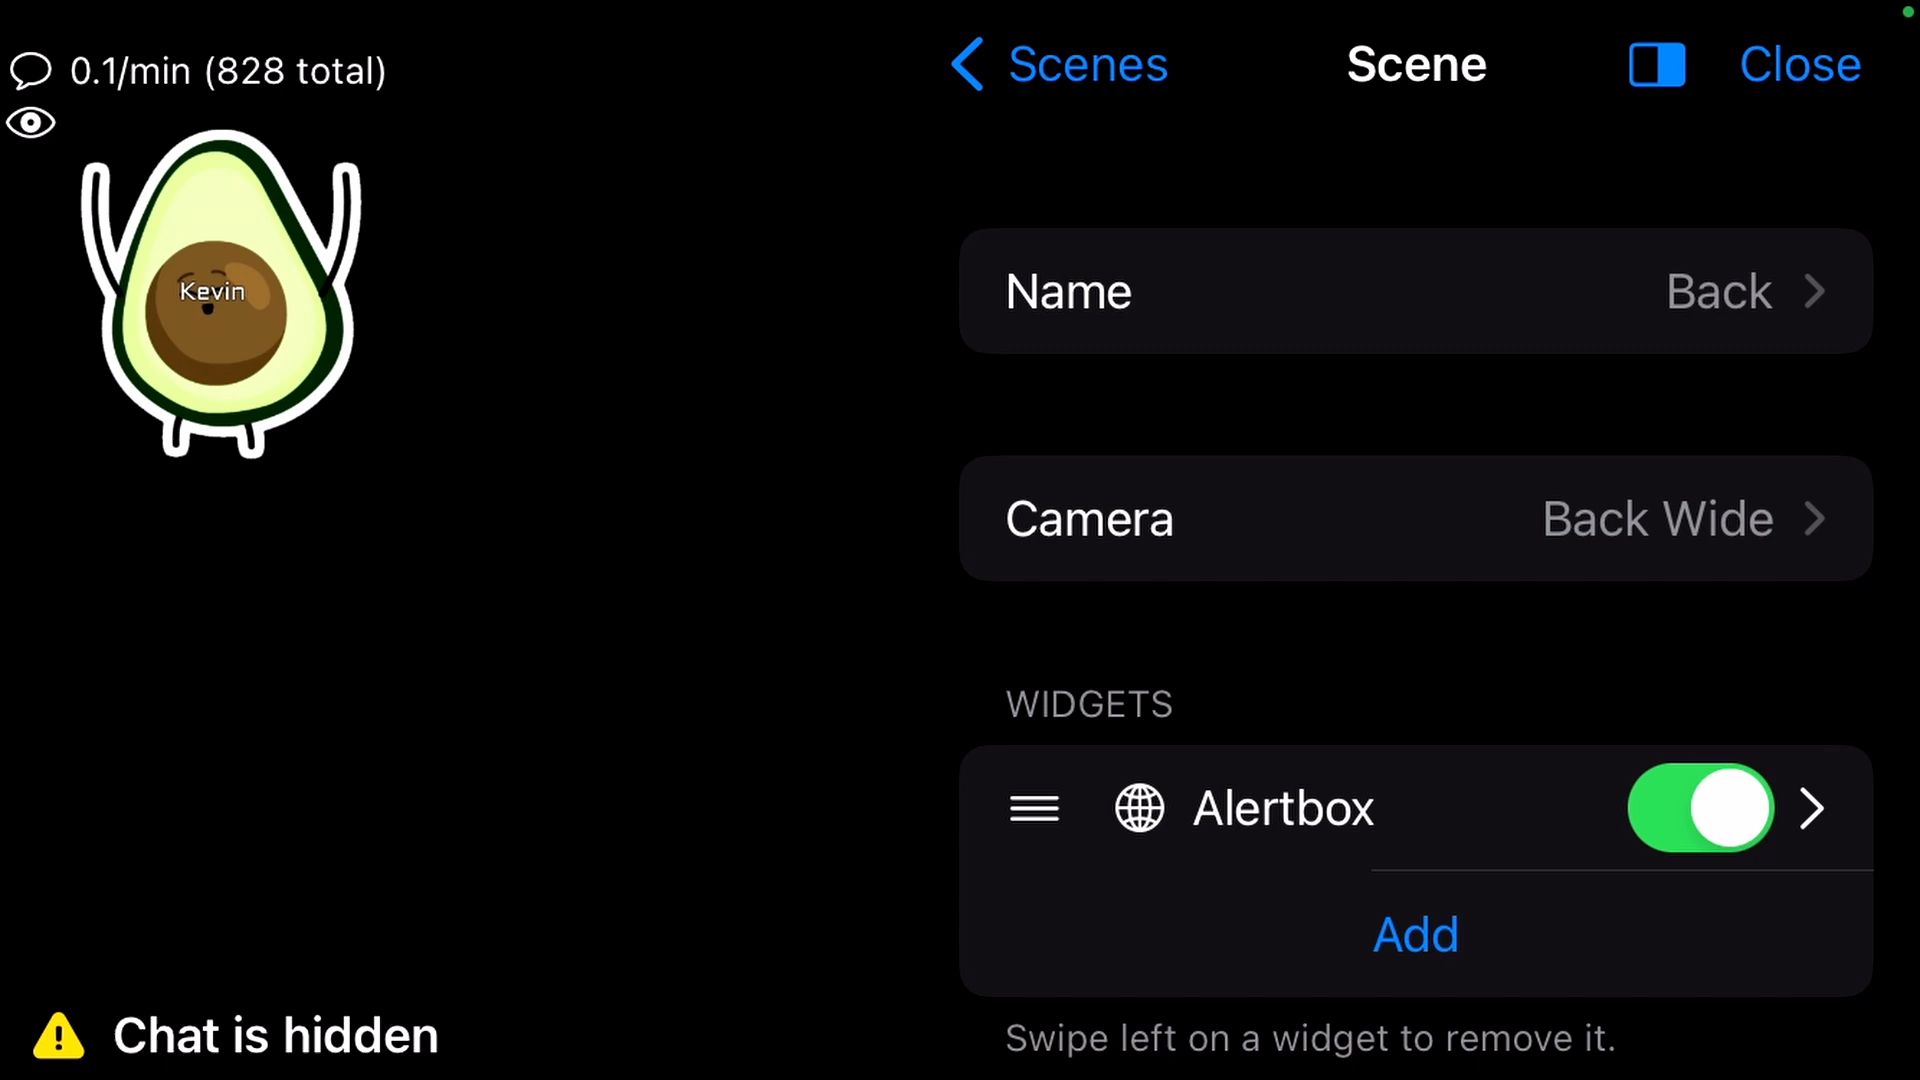 0.1/min (828 total)
Kevin
Chat is hidden
Scenes
Scene
Close
Name
Back
Camera
Back Wide
WIDGETS
Alertbox
Add
Swipe left on a widget to remove it.